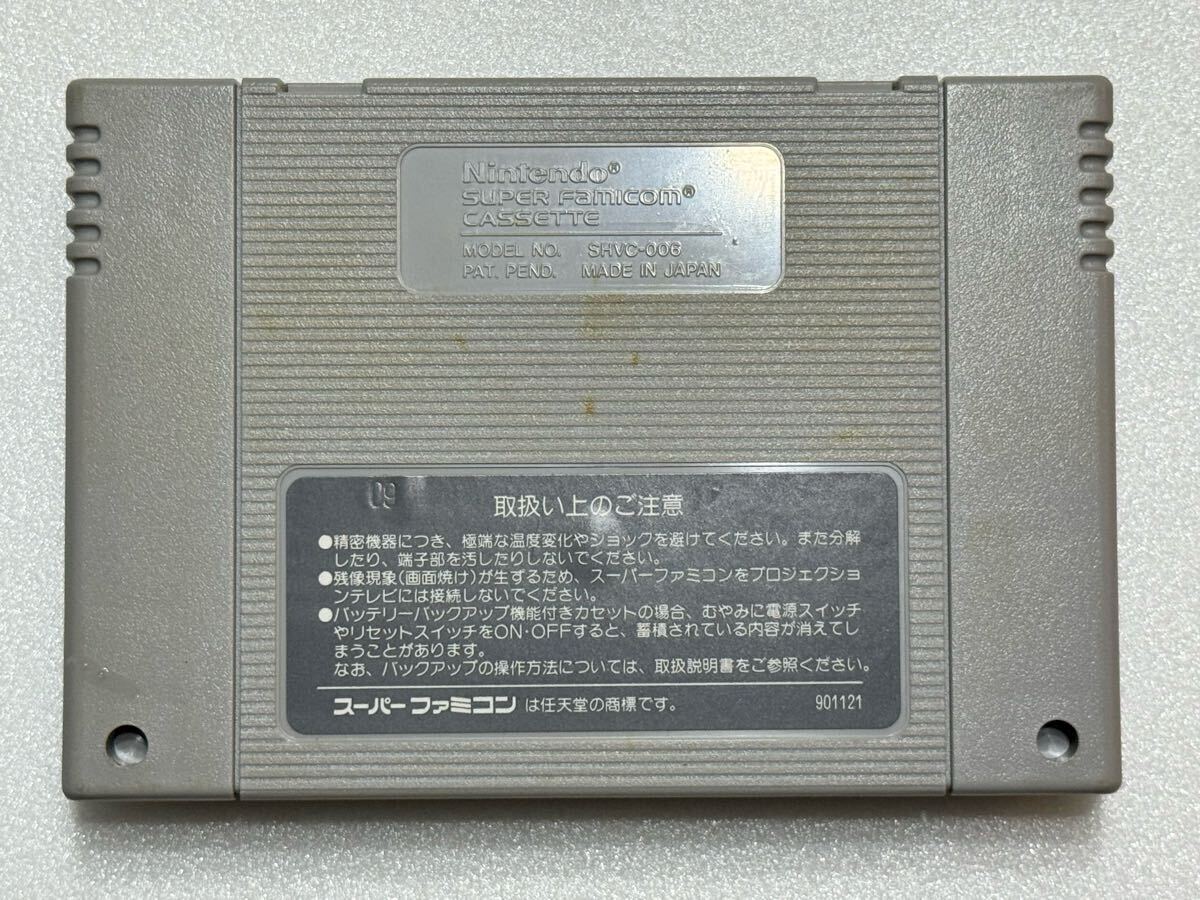 Nintendo®
SUPER Famicom®
CASSETTE
MODEL NO. SHVC-006
PAT. PEND. MADE IN JAPAN
09
取扱い上のご注意
●精密機器につき、極端な温度変化やショックを避けてください。また分解
したり、端子部を汚したりしないでください。
●残像現象(画面焼け)が生ずるため、スーパーファミコンをプロジェクショ
ンテレビには接続しないでください。
●バッテリーバックアップ機能付きカセットの場合、むやみに電源スイッチ
やリセットスイッチをON・OFFすると、蓄積されている内容が消えてし
まうことがあります。
なお、バックアップの操作方法については、取扱説明書をご参照ください。
スーパーファミコンは任天堂の商標です。 901121